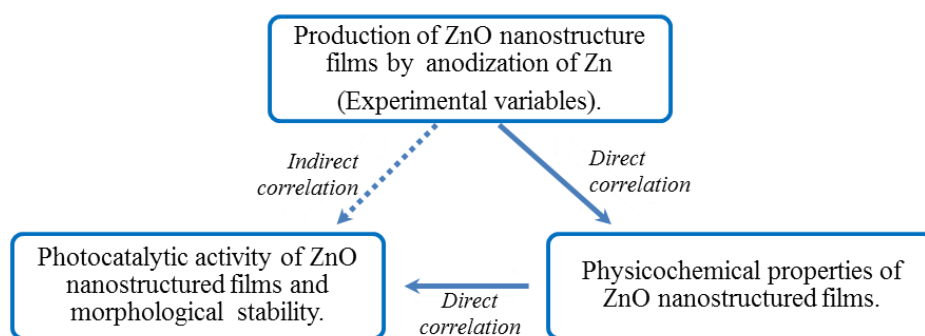 Production of ZnO nanostructure
films by anodization of Zn
(Experimental variables).
Indirect
correlation
Direct
correlation
Photocatalytic activity of ZnO
nanostructured films and
morphological stability.
Direct
correlation
Physicochemical properties of
ZnO nanostructured films.